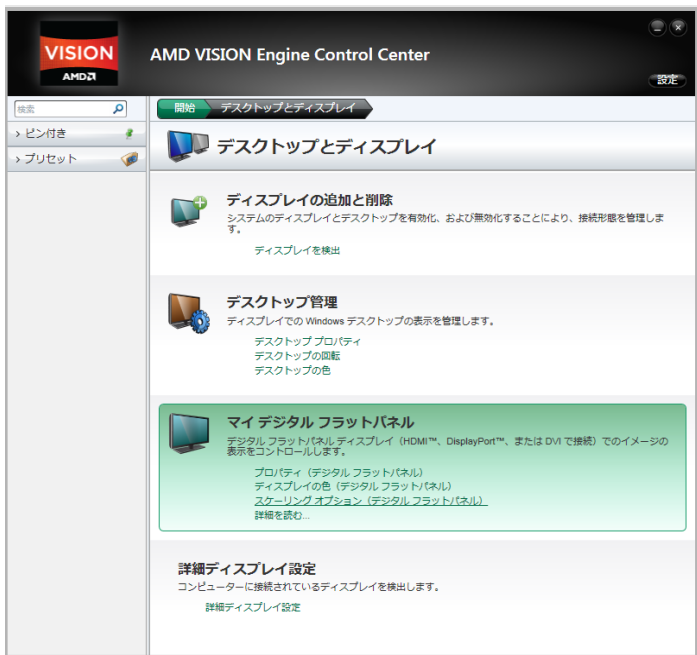 VISION
AMD
AMD VISION Engine Control Center
設定
検索
開始 デスクトップとディスプレイ
ピン付き
プリセット
デスクトップとディスプレイ
ディスプレイの追加と削除
システムのディスプレイとデスクトップを有効化、および無効化することにより、接続形態を管理しま
す。
ディスプレイを検出
デスクトップ管理
ディスプレイでの Windows デスクトップの表示を管理します。
デスクトップ プロパティ
デスクトップの回転
デスクトップの色
マイ デジタル フラットパネル
デジタル フラットパネル ディスプレイ（HDMI™、DisplayPort™、または DVI で接続）でのイメージの
表示をコントロールします。
プロパティ（デジタル フラットパネル）
ディスプレイの色（デジタル フラットパネル）
スケーリング オプション（デジタル フラットパネル）
詳細を読む...
詳細ディスプレイ設定
コンピューターに接続されているディスプレイを検出します。
詳細ディスプレイ設定